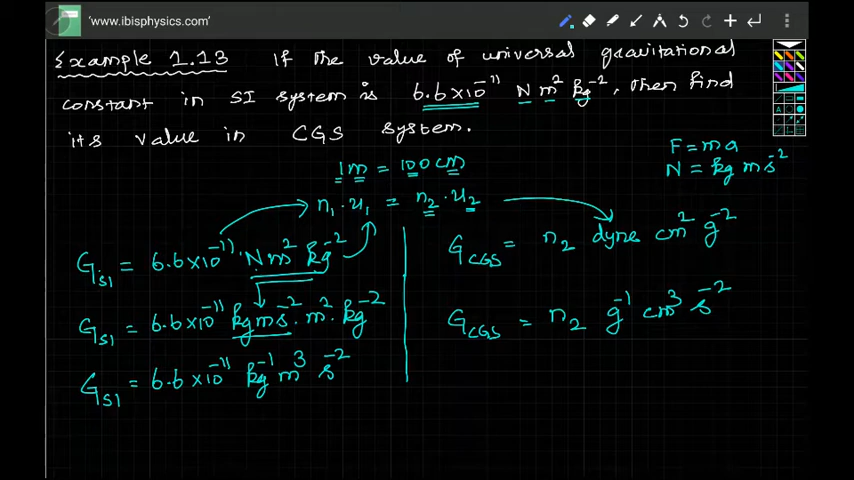 'www.ibisphysics.com'
Example 1.13 If the value of universal gravitational
constant in SI system is 6.6×10⁻¹¹ N m² kg⁻², then find
its value in CGS system.
1m = 100 cm
F = ma
N = kg m s⁻²
n₁·u₁ = n₂·u₂
G_SI = 6.6×10⁻¹¹ · N m² kg⁻²
G_SI = 6.6×10⁻¹¹ kg m s⁻² · m² · kg⁻²
G_SI = 6.6×10⁻¹¹ kg⁻¹ m³ s⁻²
G_CGS = n₂ dyne cm² g⁻²
G_CGS = n₂ g⁻¹ cm³ s⁻²